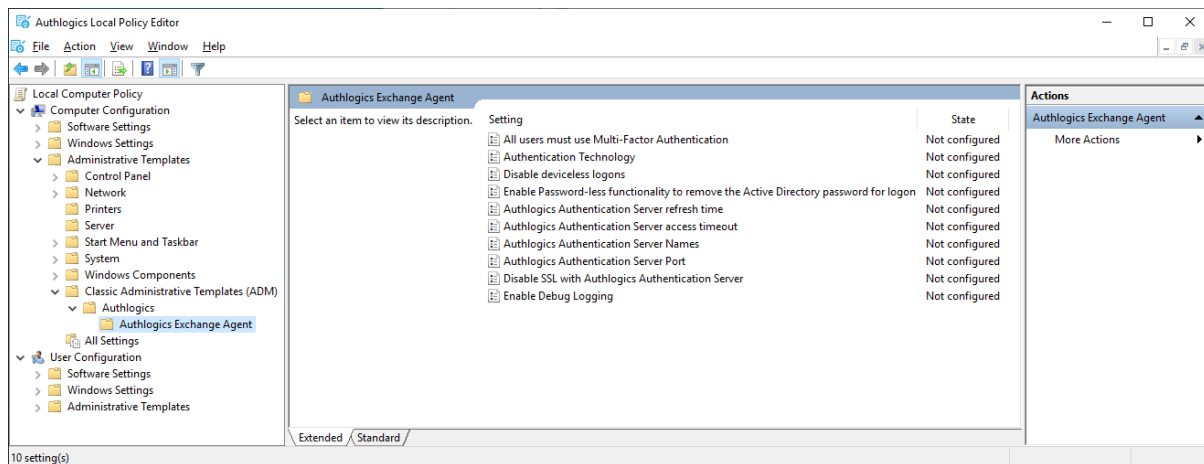 Authlogics Local Policy Editor
File Action View Window Help
Local Computer Policy
Computer Configuration
Software Settings
Windows Settings
Administrative Templates
Control Panel
Network
Printers
Server
Start Menu and Taskbar
System
Windows Components
Classic Administrative Templates (ADM)
Authlogics
Authlogics Exchange Agent
All Settings
User Configuration
Software Settings
Windows Settings
Administrative Templates
Authlogics Exchange Agent
Select an item to view its description.
Setting State
All users must use Multi-Factor Authentication Not configured
Authentication Technology Not configured
Disable deviceless logons Not configured
Enable Password-less functionality to remove the Active Directory password for logon Not configured
Authlogics Authentication Server refresh time Not configured
Authlogics Authentication Server access timeout Not configured
Authlogics Authentication Server Names Not configured
Authlogics Authentication Server Port Not configured
Disable SSL with Authlogics Authentication Server Not configured
Enable Debug Logging Not configured
Extended Standard
Actions
Authlogics Exchange Agent
More Actions
10 setting(s)